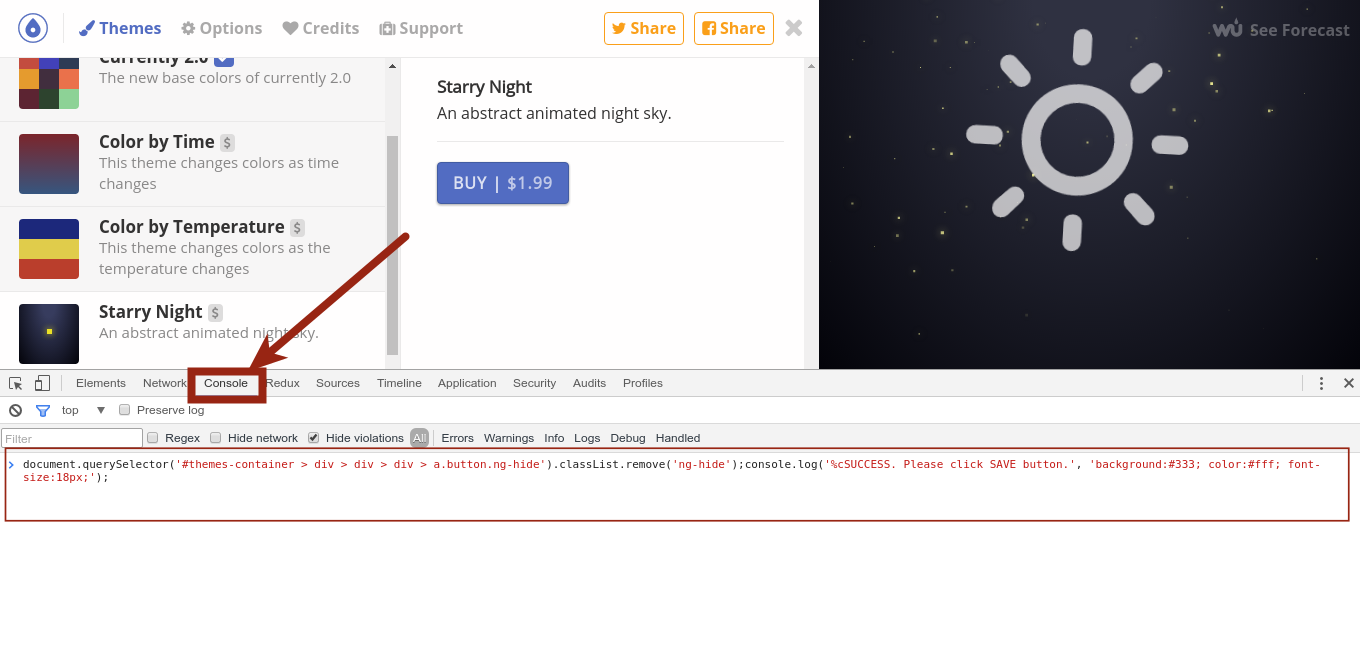 Themes Options Credits Support Share Share
See Forecast
Currently 2.0
The new base colors of currently 2.0
Color by Time $
This theme changes colors as time
changes
Color by Temperature $
This theme changes colors as the
temperature changes
Starry Night $
An abstract animated night sky.
Starry Night
An abstract animated night sky.
BUY | $1.99
Elements Network Console Redux Sources Timeline Application Security Audits Profiles
top Preserve log
Filter Regex Hide network Hide violations All Errors Warnings Info Logs Debug Handled
document.querySelector('#themes-container > div > div > div > a.button.ng-hide').classList.remove('ng-hide');console.log('%cSUCCESS. Please click SAVE button.', 'background:#333; color:#fff; font-
size:18px;');